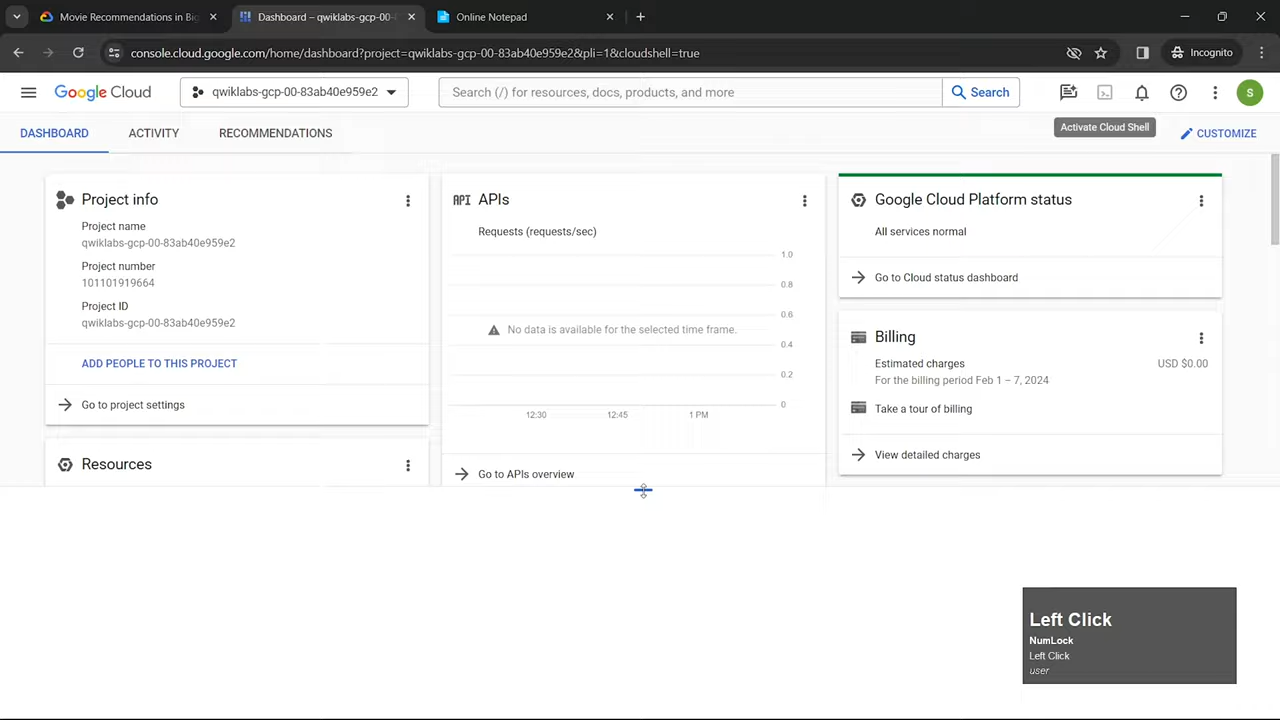 Movie Recommendations in Big
Dashboard – qwiklabs-gcp-00-
Online Notepad
console.cloud.google.com/home/dashboard?project=qwiklabs-gcp-00-83ab40e959e2&pli=1&cloudshell=true
Incognito
Google Cloud
qwiklabs-gcp-00-83ab40e959e2
Search (/) for resources, docs, products, and more
Search
S
DASHBOARD
ACTIVITY
RECOMMENDATIONS
Activate Cloud Shell
CUSTOMIZE
Project info
Project name
qwiklabs-gcp-00-83ab40e959e2
Project number
101101919664
Project ID
qwiklabs-gcp-00-83ab40e959e2
ADD PEOPLE TO THIS PROJECT
Go to project settings
Resources
API APIs
Requests (requests/sec)
1.0
0.8
0.6
No data is available for the selected time frame.
0.4
0.2
0
12:30
12:45
1 PM
Go to APIs overview
Google Cloud Platform status
All services normal
Go to Cloud status dashboard
Billing
Estimated charges
USD $0.00
For the billing period Feb 1 – 7, 2024
Take a tour of billing
View detailed charges
Left Click
NumLock
Left Click
user